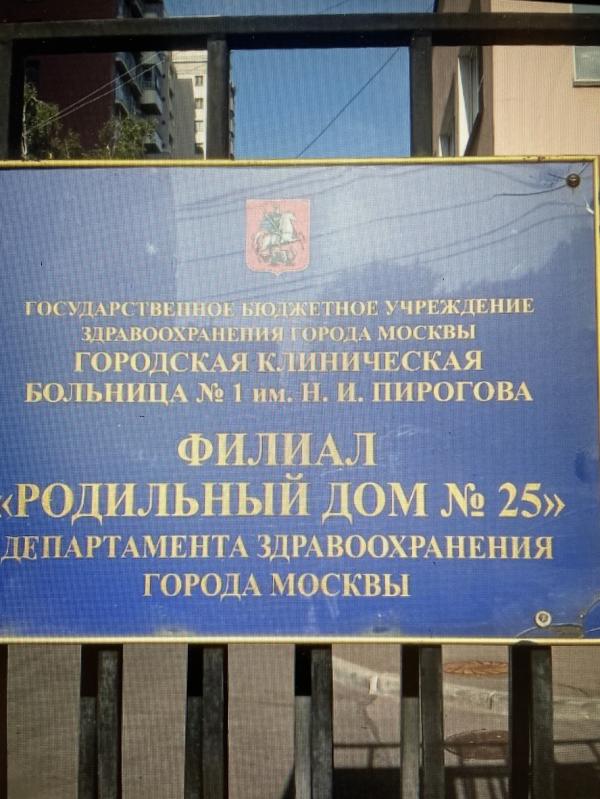 ГОСУДАРСТВЕННОЕ БЮДЖЕТНОЕ УЧРЕЖДЕНИЕ
ЗДРАВООХРАНЕНИЯ ГОРОДА МОСКВЫ
ГОРОДСКАЯ КЛИНИЧЕСКАЯ
БОЛЬНИЦА № 1 им. Н. И. ПИРОГОВА
ФИЛИАЛ
«РОДИЛЬНЫЙ ДОМ № 25»
ДЕПАРТАМЕНТА ЗДРАВООХРАНЕНИЯ
ГОРОДА МОСКВЫ